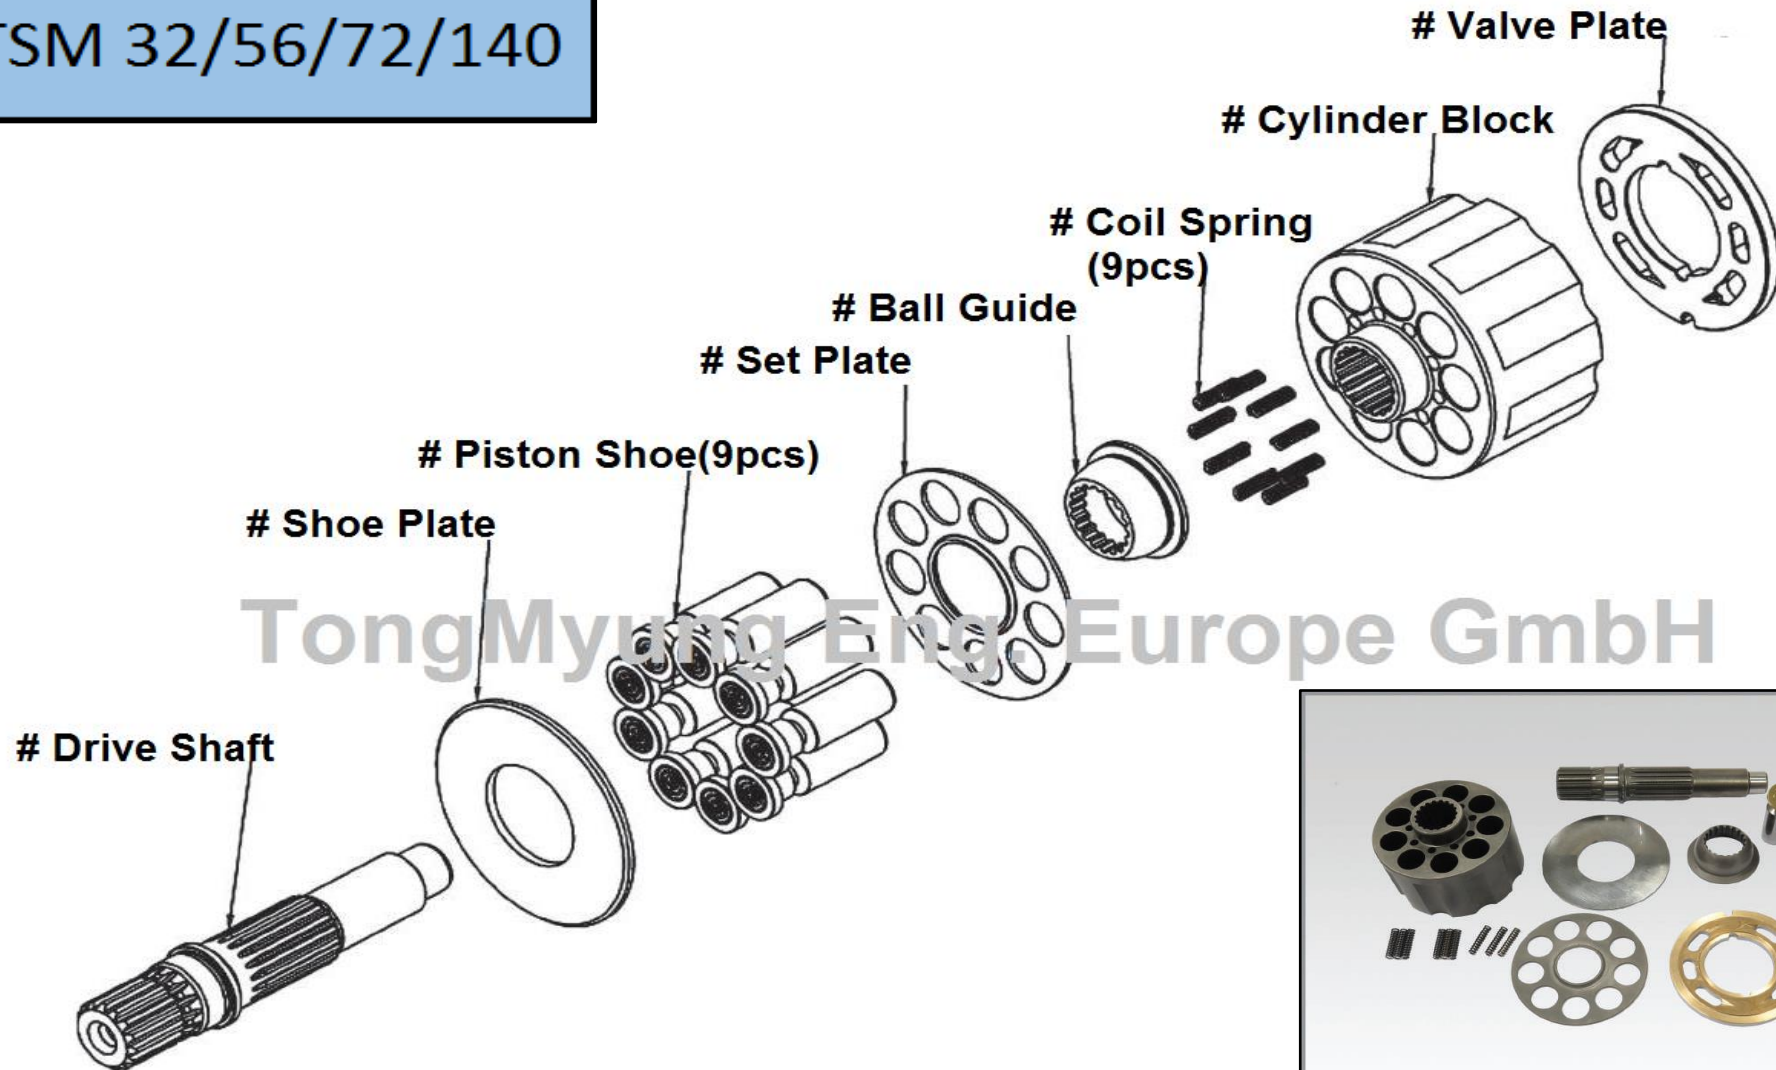 TSM 32/56/72/140
# Valve Plate
# Cylinder Block
# Coil Spring
(9pcs)
# Ball Guide
# Set Plate
# Piston Shoe(9pcs)
# Shoe Plate
TongMyung Eng. Europe GmbH
# Drive Shaft